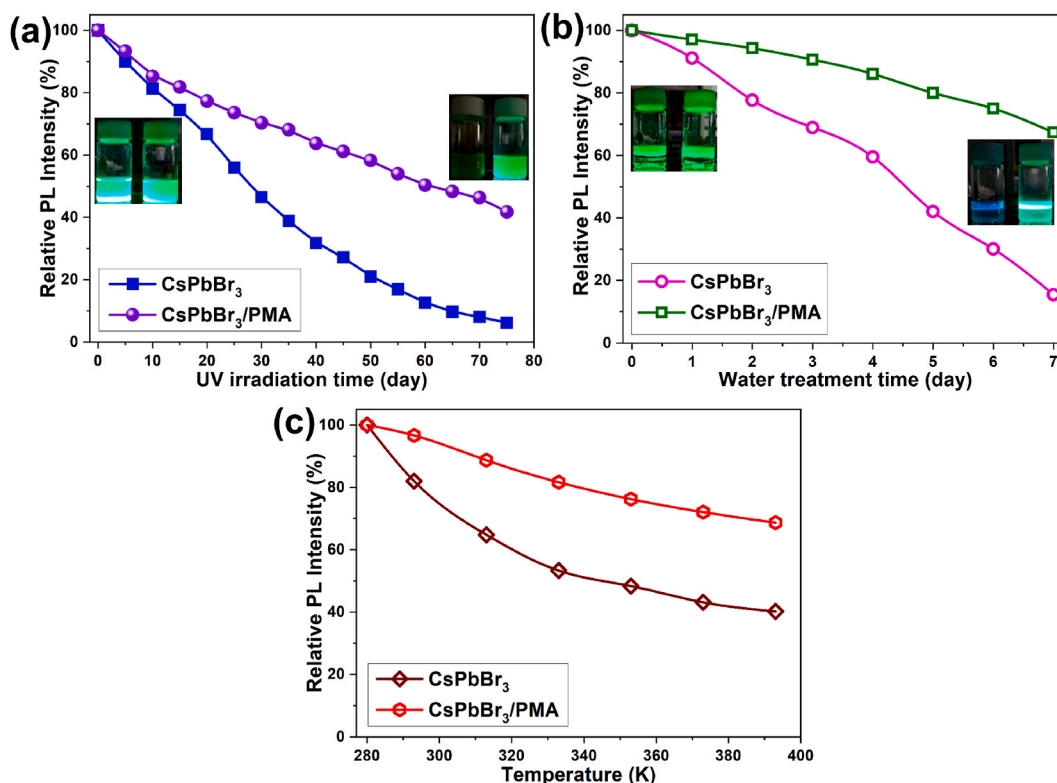 (a)
Relative PL Intensity (%)
100
80
60
40
20
0
CsPbBr₃
CsPbBr₃/PMA
0 10 20 30 40 50 60 70 80
UV irradiation time (day)
(b)
Relative PL Intensity (%)
100
80
60
40
20
0
CsPbBr₃
CsPbBr₃/PMA
0 1 2 3 4 5 6 7
Water treatment time (day)
(c)
Relative PL Intensity (%)
100
80
60
40
20
0
CsPbBr₃
CsPbBr₃/PMA
280 300 320 340 360 380 400
Temperature (K)